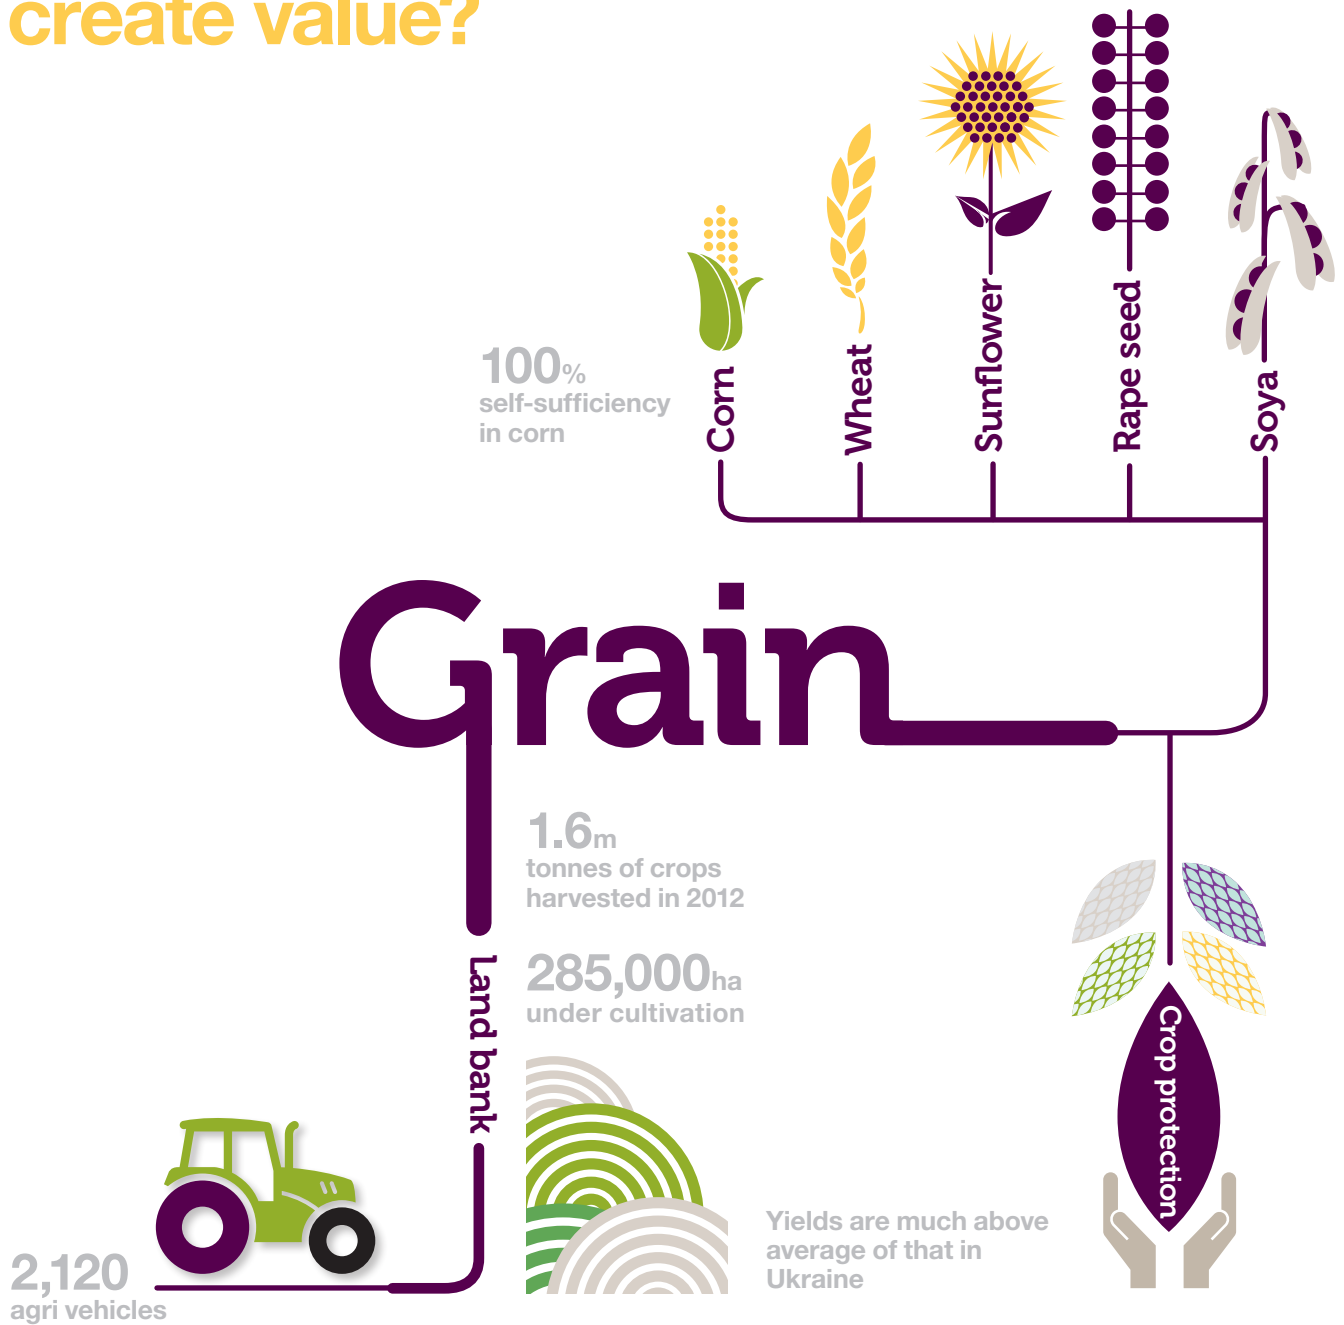 create value?
100%
self-sufficiency
in corn
Corn
Wheat
Sunflower
Rape seed
Soya
Grain
1.6m
tonnes of crops
harvested in 2012
285,000ha
under cultivation
Land bank
Crop protection
Yields are much above
average of that in
Ukraine
2,120
agri vehicles